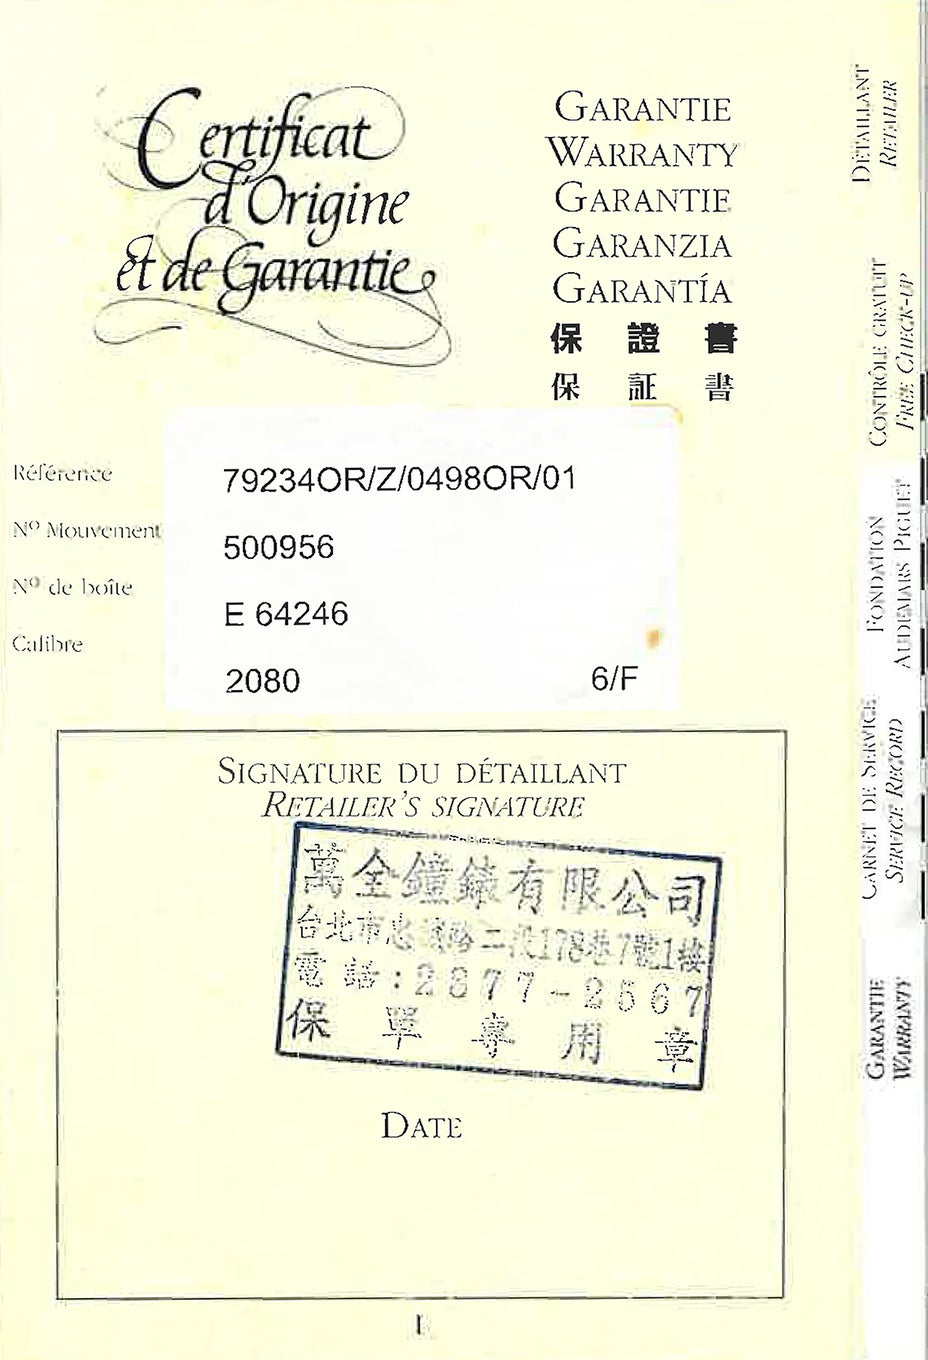 Certificat
d'Origine
et de Garantie
GARANTIE
WARRANTY
GARANTIE
GARANZIA
GARANTÍA
保 證 書
保 証 書
Référence 79234OR/Z/0498OR/01
Nº Mouvement 500956
Nº de boîte E 64246
Calibre 2080 6/F
SIGNATURE DU DÉTAILLANT
RETAILER'S SIGNATURE
萬全鐘錶有限公司
台北市忠誠路二段178巷7號1樓
電話:2877-2567
保單專用章
DATE
1
DÉTAILLANT
RETAILER
CONTRÔLE GRATUIT
FREE CHECK-UP
FONDATION
AUDEMARS PIGUET
CARNET DE SERVICE
SERVICE RECORD
GARANTIE
WARRANTY